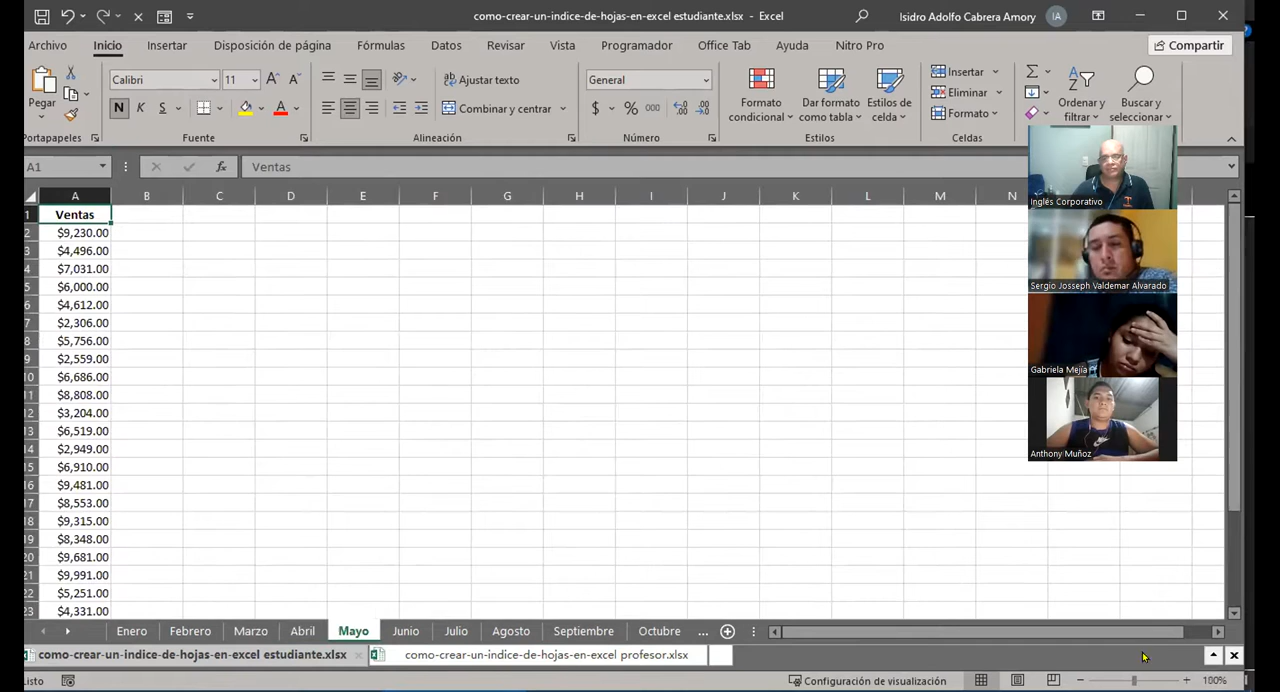 como-crear-un-indice-de-hojas-en-excel estudiante.xlsx - Excel
Isidro Adolfo Cabrera Amory
IA
Archivo Inicio Insertar Disposición de página Fórmulas Datos Revisar Vista Programador Office Tab Ayuda Nitro Pro
Compartir
Pegar
Calibri 11
N K S
Ajustar texto
Combinar y centrar
General
$ % 000
Formato condicional
Dar formato como tabla
Estilos de celda
Insertar
Eliminar
Formato
Ordenar y filtrar
Buscar y seleccionar
Portapapeles Fuente Alineación Número Estilos Celdas
A1 fx Ventas
A B C D E F G H I J K L M N
1 Ventas
2 $9,230.00
3 $4,496.00
4 $7,031.00
5 $6,000.00
6 $4,612.00
7 $2,306.00
8 $5,756.00
9 $2,559.00
10 $6,686.00
11 $8,808.00
12 $3,204.00
13 $6,519.00
14 $2,949.00
15 $6,910.00
16 $9,481.00
17 $8,553.00
18 $9,315.00
19 $8,348.00
20 $9,681.00
21 $9,991.00
22 $5,251.00
23 $4,331.00
Inglés Corporativo
Sergio Josseph Valdemar Alvarado
Gabriela Mejía
Anthony Muñoz
Enero Febrero Marzo Abril Mayo Junio Julio Agosto Septiembre Octubre ...
como-crear-un-indice-de-hojas-en-excel estudiante.xlsx
como-crear-un-indice-de-hojas-en-excel profesor.xlsx
Listo
Configuración de visualización
100%